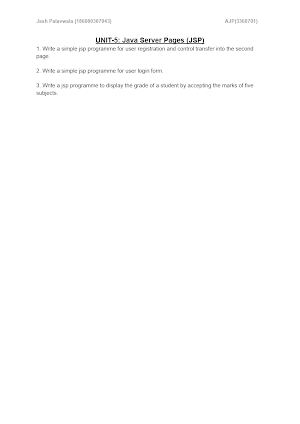 Jash Palanwala (186090307043) AJP(3360701)
UNIT-5: Java Server Pages (JSP)
1. Write a simple jsp programme for user registration and control transfer into the second
page.
2. Write a simple jsp programme for user login form.
3. Write a jsp programme to display the grade of a student by accepting the marks of five
subjects.